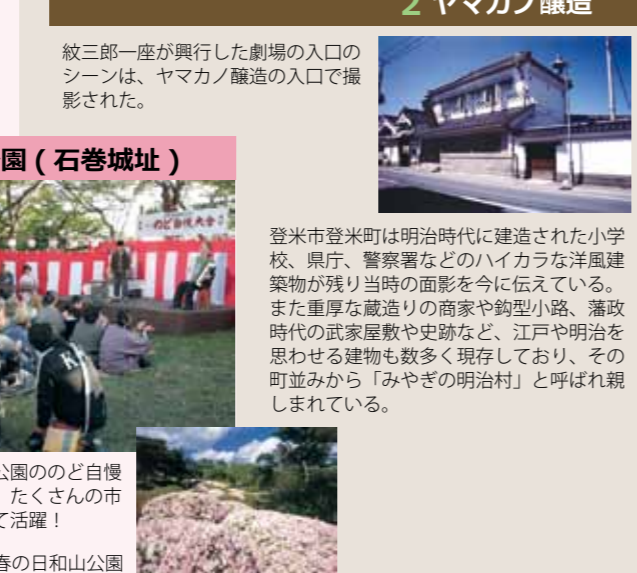 2 ヤマカノ醸造
紋三郎一座が興行した劇場の入口の
シーンは、ヤマカノ醸造の入口で撮
影された。
園(石巻城址)
のど自慢大会
登米市登米町は明治時代に建造された小学
校、県庁、警察署などのハイカラな洋風建
築物が残り当時の面影を今に伝えている。
また重厚な蔵造りの商家や鈎型小路、藩政
時代の武家屋敷や史跡など、江戸や明治を
思わせる建物も数多く現存しており、その
町並みから「みやぎの明治村」と呼ばれ親
しまれている。
公園ののど自慢
たくさんの市
て活躍!
春の日和山公園